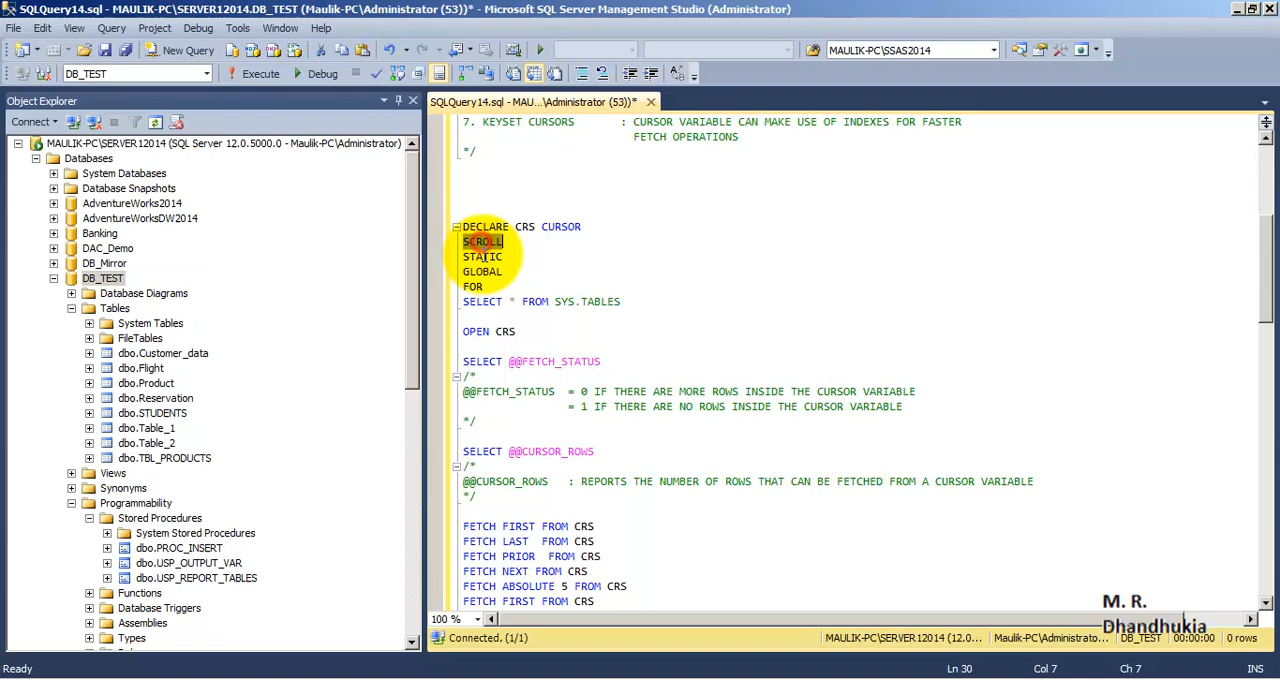 SQLQuery14.sql - MAULIK-PC\SERVER12014.DB_TEST (Maulik-PC\Administrator (53))* - Microsoft SQL Server Management Studio (Administrator)
File Edit View Query Project Debug Tools Window Help
New Query MAULIK-PC\SSAS2014
DB_TEST Execute Debug
Object Explorer
SQLQuery14.sql - MAU...\Administrator (53))*
Connect
MAULIK-PC\SERVER12014 (SQL Server 12.0.5000.0 - Maulik-PC\Administrator)
Databases
System Databases
Database Snapshots
AdventureWorks2014
AdventureWorksDW2014
Banking
DAC_Demo
DB_Mirror
DB_TEST
Database Diagrams
Tables
System Tables
FileTables
dbo.Customer_data
dbo.Flight
dbo.Product
dbo.Reservation
dbo.STUDENTS
dbo.Table_1
dbo.Table_2
dbo.TBL_PRODUCTS
Views
Synonyms
Programmability
Stored Procedures
System Stored Procedures
dbo.PROC_INSERT
dbo.USP_OUTPUT_VAR
dbo.USP_REPORT_TABLES
Functions
Database Triggers
Assemblies
Types
7. KEYSET CURSORS : CURSOR VARIABLE CAN MAKE USE OF INDEXES FOR FASTER
FETCH OPERATIONS
*/
DECLARE CRS CURSOR
SCROLL
STATIC
GLOBAL
FOR
SELECT * FROM SYS.TABLES
OPEN CRS
SELECT @@FETCH_STATUS
/*
@@FETCH_STATUS = 0 IF THERE ARE MORE ROWS INSIDE THE CURSOR VARIABLE
= 1 IF THERE ARE NO ROWS INSIDE THE CURSOR VARIABLE
*/
SELECT @@CURSOR_ROWS
/*
@@CURSOR_ROWS : REPORTS THE NUMBER OF ROWS THAT CAN BE FETCHED FROM A CURSOR VARIABLE
*/
FETCH FIRST FROM CRS
FETCH LAST FROM CRS
FETCH PRIOR FROM CRS
FETCH NEXT FROM CRS
FETCH ABSOLUTE 5 FROM CRS
FETCH FIRST FROM CRS
M. R.
Dhandhukia
100 %
Connected. (1/1) MAULIK-PC\SERVER12014 (12.0... Maulik-PC\Administrato... DB_TEST 00:00:00 0 rows
Ready Ln 30 Col 7 Ch 7 INS